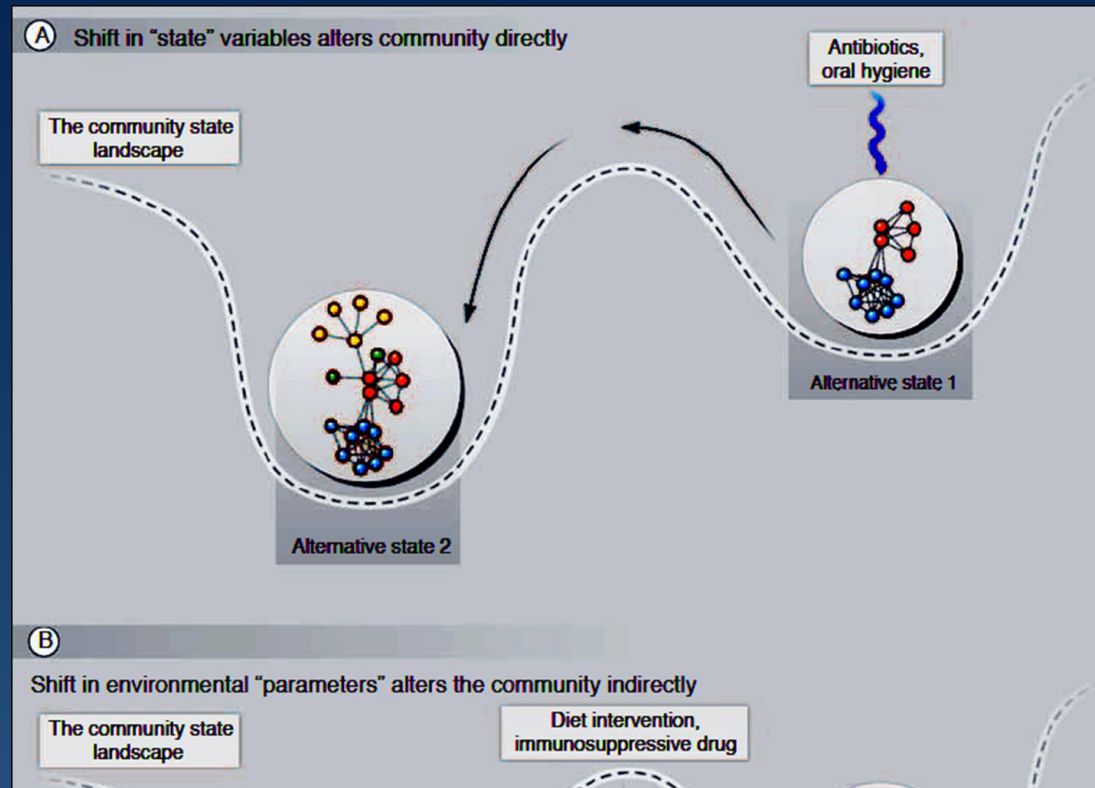 A
Shift in “state” variables alters community directly
Antibiotics,
oral hygiene
The community state
landscape
Alternative state 1
Alternative state 2
B
Shift in environmental “parameters” alters the community indirectly
The community state
landscape
Diet intervention,
immunosuppressive drug